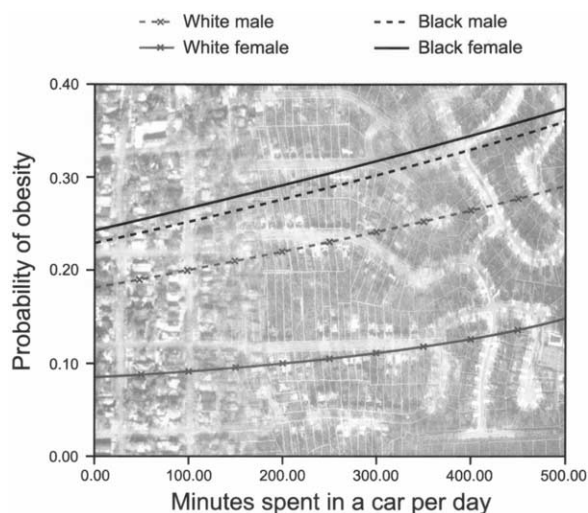 White male Black male
White female Black female
0.40
0.30
0.20
0.10
0.00
Probability of obesity
0.00 100.00 200.00 300.00 400.00 500.00
Minutes spent in a car per day